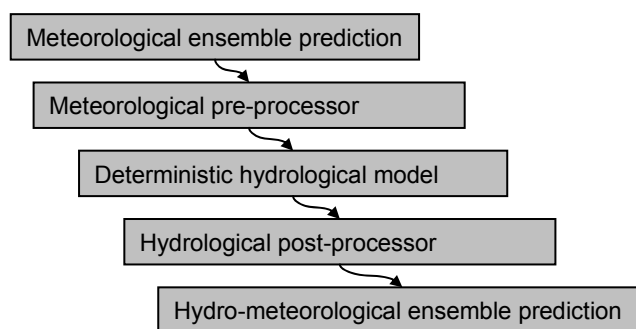 Meteorological ensemble prediction
Meteorological pre-processor
Deterministic hydrological model
Hydrological post-processor
Hydro-meteorological ensemble prediction